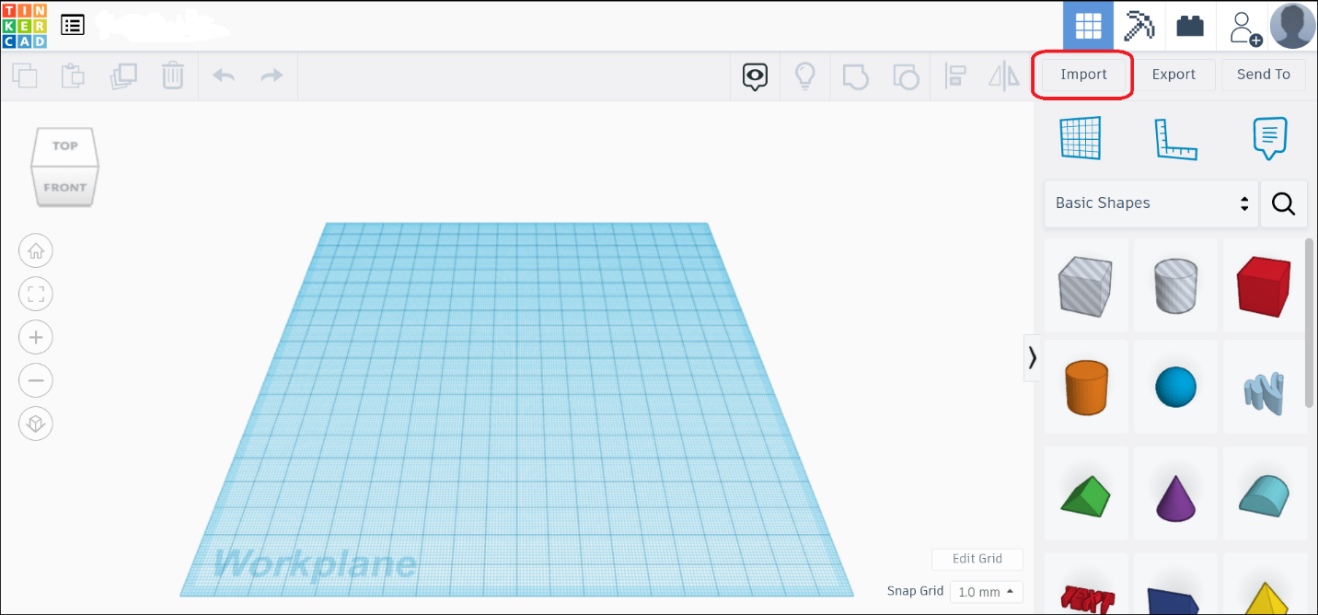 TIN
KER
CAD
Import
Export
Send To
TOP
FRONT
Basic Shapes
TEXT
Workplane
Edit Grid
Snap Grid 1.0 mm